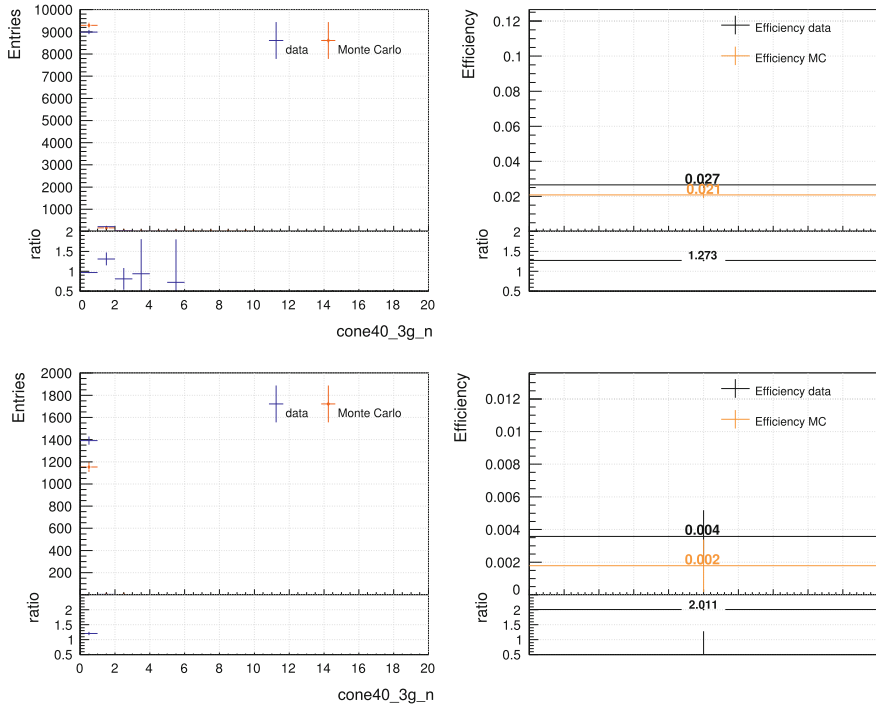 Entries
10000
9000
8000
7000
6000
5000
4000
3000
2000
1000
data
Monte Carlo
ratio
2
1.5
1
0.5
0 2 4 6 8 10 12 14 16 18 20
cone40_3g_n
Efficiency
0.12
0.1
0.08
0.06
0.04
0.02
Efficiency data
Efficiency MC
0.027
0.021
ratio
2
1.5
1
0.5
1.273
Entries
2000
1800
1600
1400
1200
1000
800
600
400
200
data
Monte Carlo
ratio
2
1.5
1
0.5
0 2 4 6 8 10 12 14 16 18 20
cone40_3g_n
Efficiency
0.012
0.01
0.008
0.006
0.004
0.002
0
Efficiency data
Efficiency MC
0.004
0.002
ratio
2
1.5
1
0.5
2.011